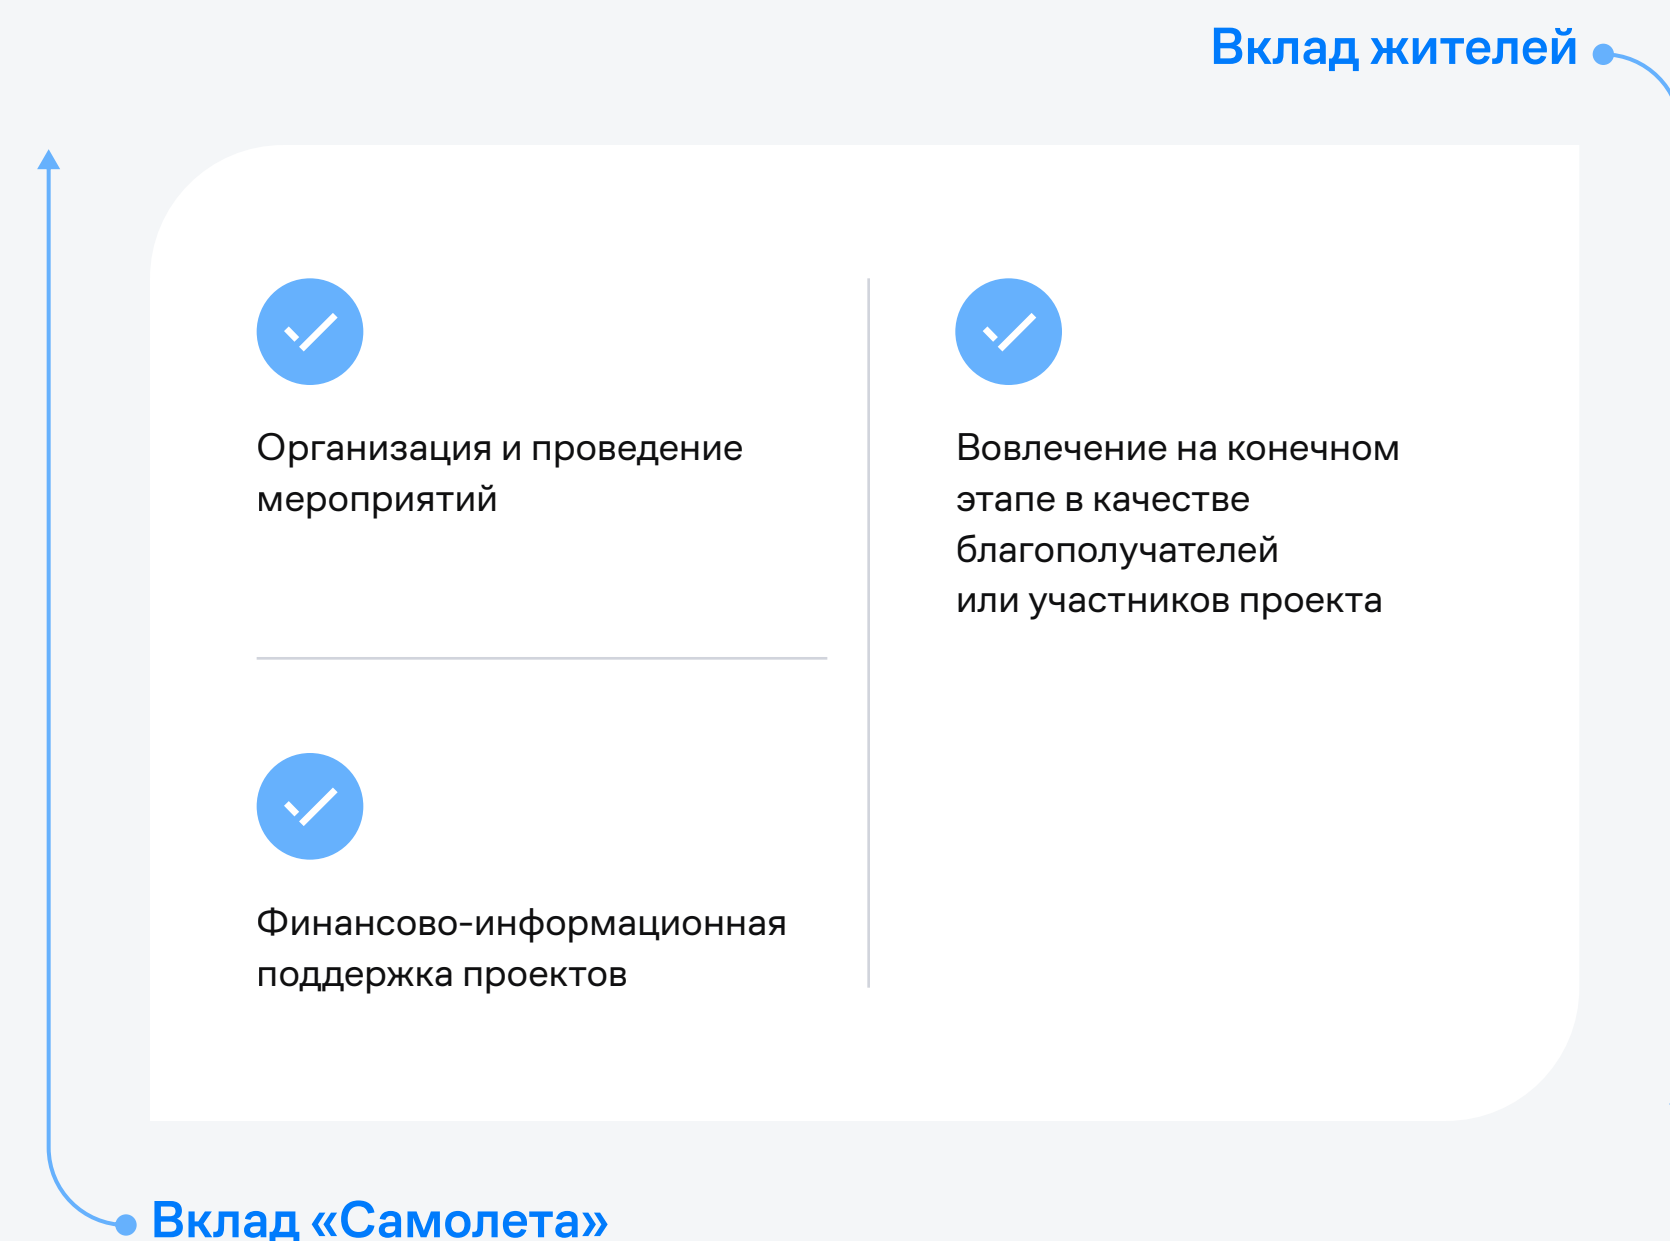 Вклад жителей
Организация и проведение
мероприятий
Вовлечение на конечном
этапе в качестве
благополучателей
или участников проекта
Финансово-информационная
поддержка проектов
Вклад «Самолета»